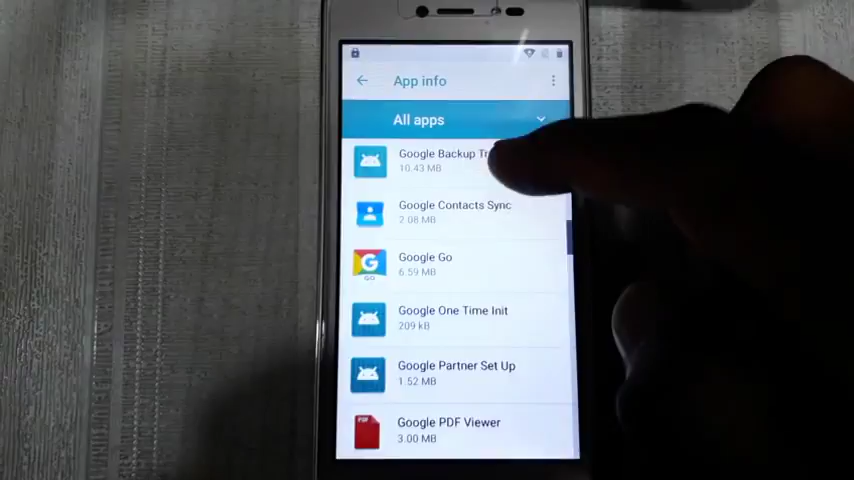 App info
All apps
Google Backup
10.43 MB
Google Contacts Sync
2.08 MB
Google Go
6.59 MB
GO
Google One Time Init
209 kB
Google Partner Set Up
1.52 MB
PDF
Google PDF Viewer
3.00 MB